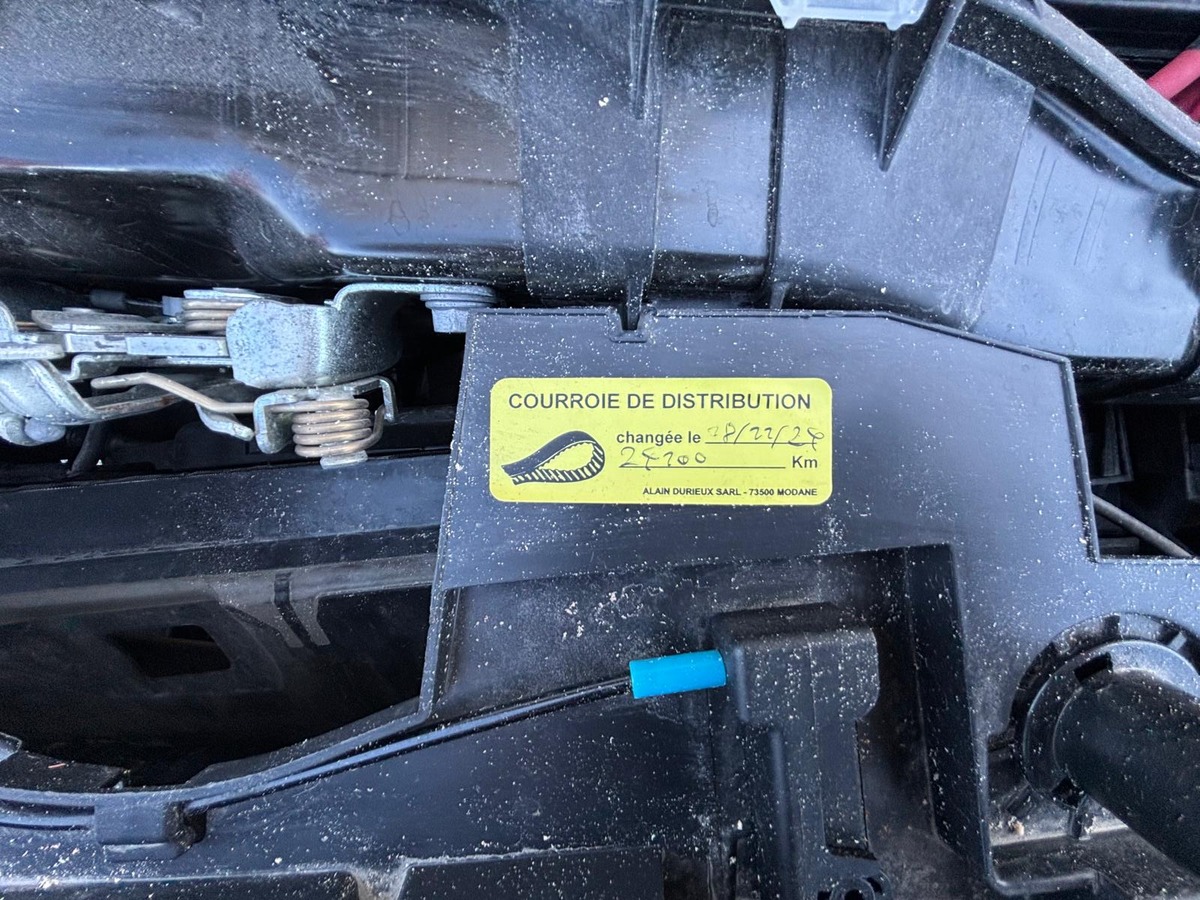 COURROIE DE DISTRIBUTION
changée le
Km
ALAIN DURIEUX SARL - 73500 MODANE